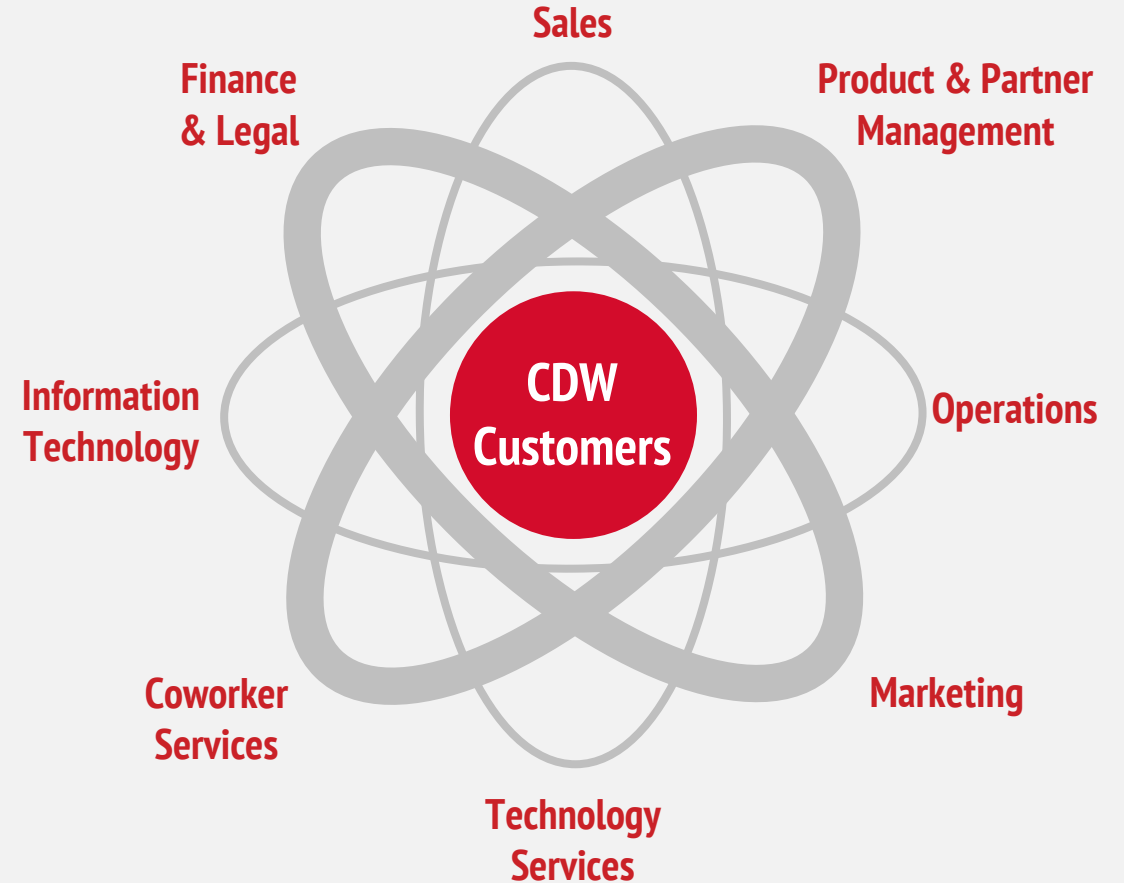 Sales
Finance
& Legal
Product & Partner
Management
Information
Technology
CDW
Customers
Operations
Coworker
Services
Marketing
Technology
Services